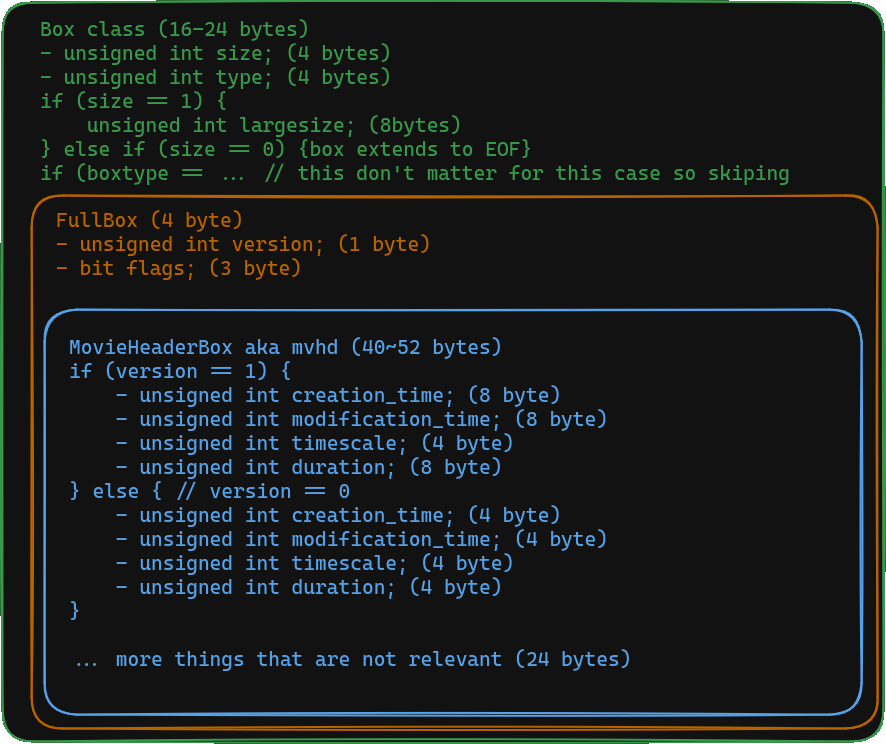 Box class (16-24 bytes)
- unsigned int size; (4 bytes)
- unsigned int type; (4 bytes)
if (size == 1) {
    unsigned int largesize; (8bytes)
} else if (size == 0) {box extends to EOF}
if (boxtype == ... // this don't matter for this case so skiping
FullBox (4 byte)
- unsigned int version; (1 byte)
- bit flags; (3 byte)
MovieHeaderBox aka mvhd (40~52 bytes)
if (version == 1) {
    - unsigned int creation_time; (8 byte)
    - unsigned int modification_time; (8 byte)
    - unsigned int timescale; (4 byte)
    - unsigned int duration; (8 byte)
} else { // version == 0
    - unsigned int creation_time; (4 byte)
    - unsigned int modification_time; (4 byte)
    - unsigned int timescale; (4 byte)
    - unsigned int duration; (4 byte)
}
... more things that are not relevant (24 bytes)